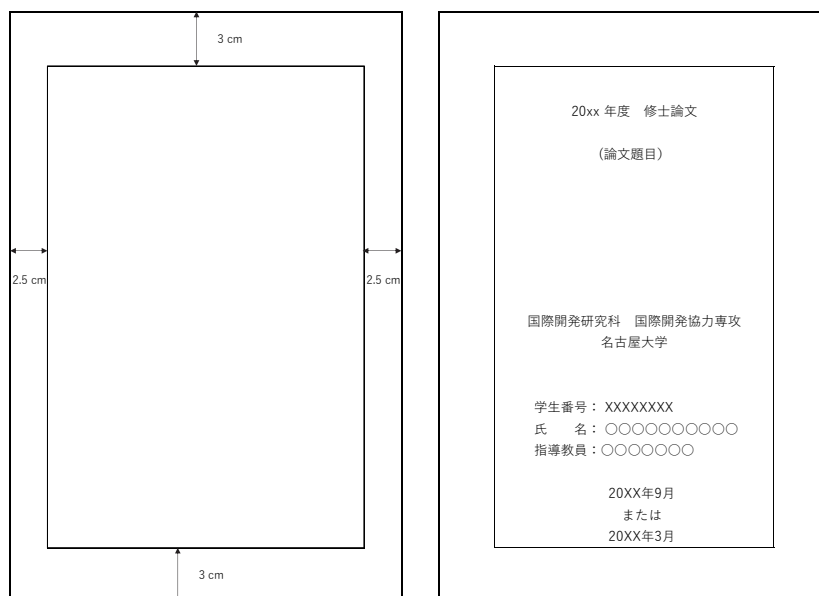 3 cm
2.5 cm
2.5 cm
3 cm
20xx 年度　修士論文
（論文題目）
国際開発研究科　国際開発協力専攻
名古屋大学
学生番号： XXXXXXXX
氏　　名： 〇〇〇〇〇〇〇〇〇〇
指導教員：〇〇〇〇〇〇〇
20XX年9月
または
20XX年3月